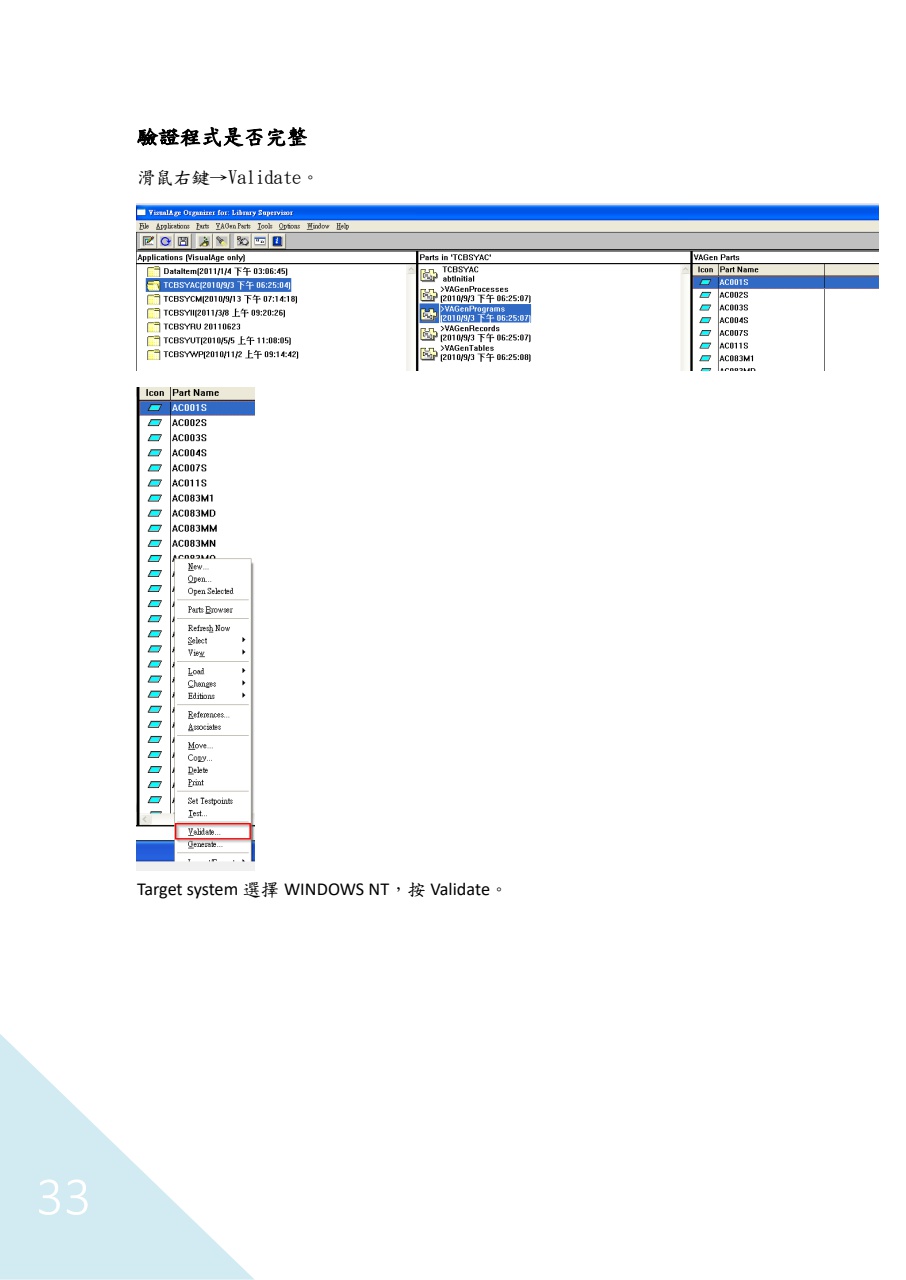 驗證程式是否完整
滑鼠右鍵→Validate。
VisualAge Organizer for: Library Supervisor
File Applications Parts VAGen Parts Tools Options Window Help
Applications (VisualAge only)
DataItem(2011/1/4 下午 03:06:45)
TCBSYAC(2010/9/3 下午 06:25:04)
TCBSYCM(2010/9/13 下午 07:14:18)
TCBSYII(2011/3/8 上午 09:20:26)
TCBSYRU 20110623
TCBSYUT(2010/5/5 上午 11:08:05)
TCBSYWP(2010/11/2 上午 09:14:42)
Parts in 'TCBSYAC'
TCBSYAC
abtInitial
>VAGenProcesses
(2010/9/3 下午 06:25:07)
>VAGenPrograms
(2010/9/3 下午 06:25:07)
>VAGenRecords
(2010/9/3 下午 06:25:07)
>VAGenTables
(2010/9/3 下午 06:25:08)
VAGen Parts
Icon Part Name
AC001S
AC002S
AC003S
AC004S
AC007S
AC011S
AC083M1
AC083MD
Icon Part Name
AC001S
AC002S
AC003S
AC004S
AC007S
AC011S
AC083M1
AC083MD
AC083MM
AC083MN
AC083MO
New...
Open...
Open Selected
Parts Browser
Refresh Now
Select
View
Load
Changes
Editions
References...
Associates
Move...
Copy...
Delete
Print
Set Testpoints
Test...
Validate...
Generate...
Target system 選擇 WINDOWS NT，按 Validate。
33